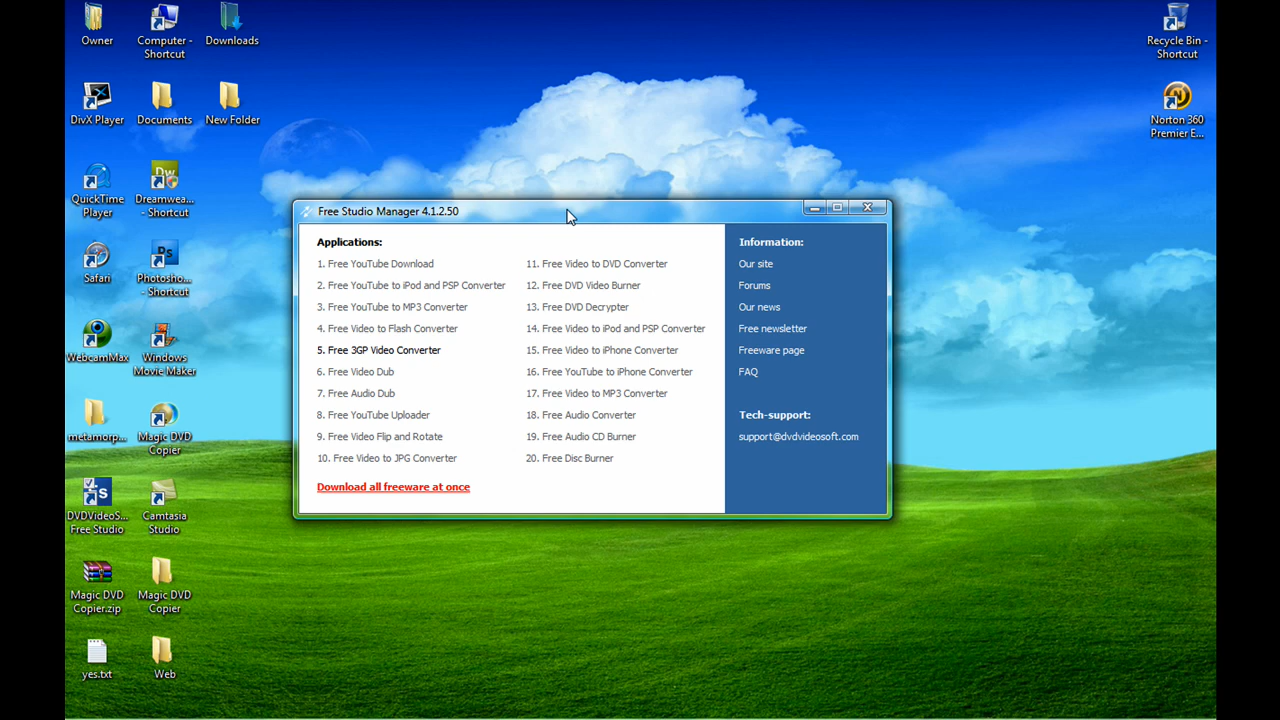 Owner
Computer -
Shortcut
Downloads
Recycle Bin -
Shortcut
DivX Player
Documents
New Folder
Norton 360
Premier E...
QuickTime
Player
Dreamwea...
- Shortcut
Safari
Photosho...
- Shortcut
WebcamMax
Windows
Movie Maker
metamorp...
Magic DVD
Copier
DVDVideoS...
Free Studio
Camtasia
Studio
Magic DVD
Copier.zip
Magic DVD
Copier
yes.txt
Web
Free Studio Manager 4.1.2.50
Applications:
1. Free YouTube Download
2. Free YouTube to iPod and PSP Converter
3. Free YouTube to MP3 Converter
4. Free Video to Flash Converter
5. Free 3GP Video Converter
6. Free Video Dub
7. Free Audio Dub
8. Free YouTube Uploader
9. Free Video Flip and Rotate
10. Free Video to JPG Converter
11. Free Video to DVD Converter
12. Free DVD Video Burner
13. Free DVD Decrypter
14. Free Video to iPod and PSP Converter
15. Free Video to iPhone Converter
16. Free YouTube to iPhone Converter
17. Free Video to MP3 Converter
18. Free Audio Converter
19. Free Audio CD Burner
20. Free Disc Burner
Download all freeware at once
Information:
Our site
Forums
Our news
Free newsletter
Freeware page
FAQ
Tech-support:
support@dvdvideosoft.com